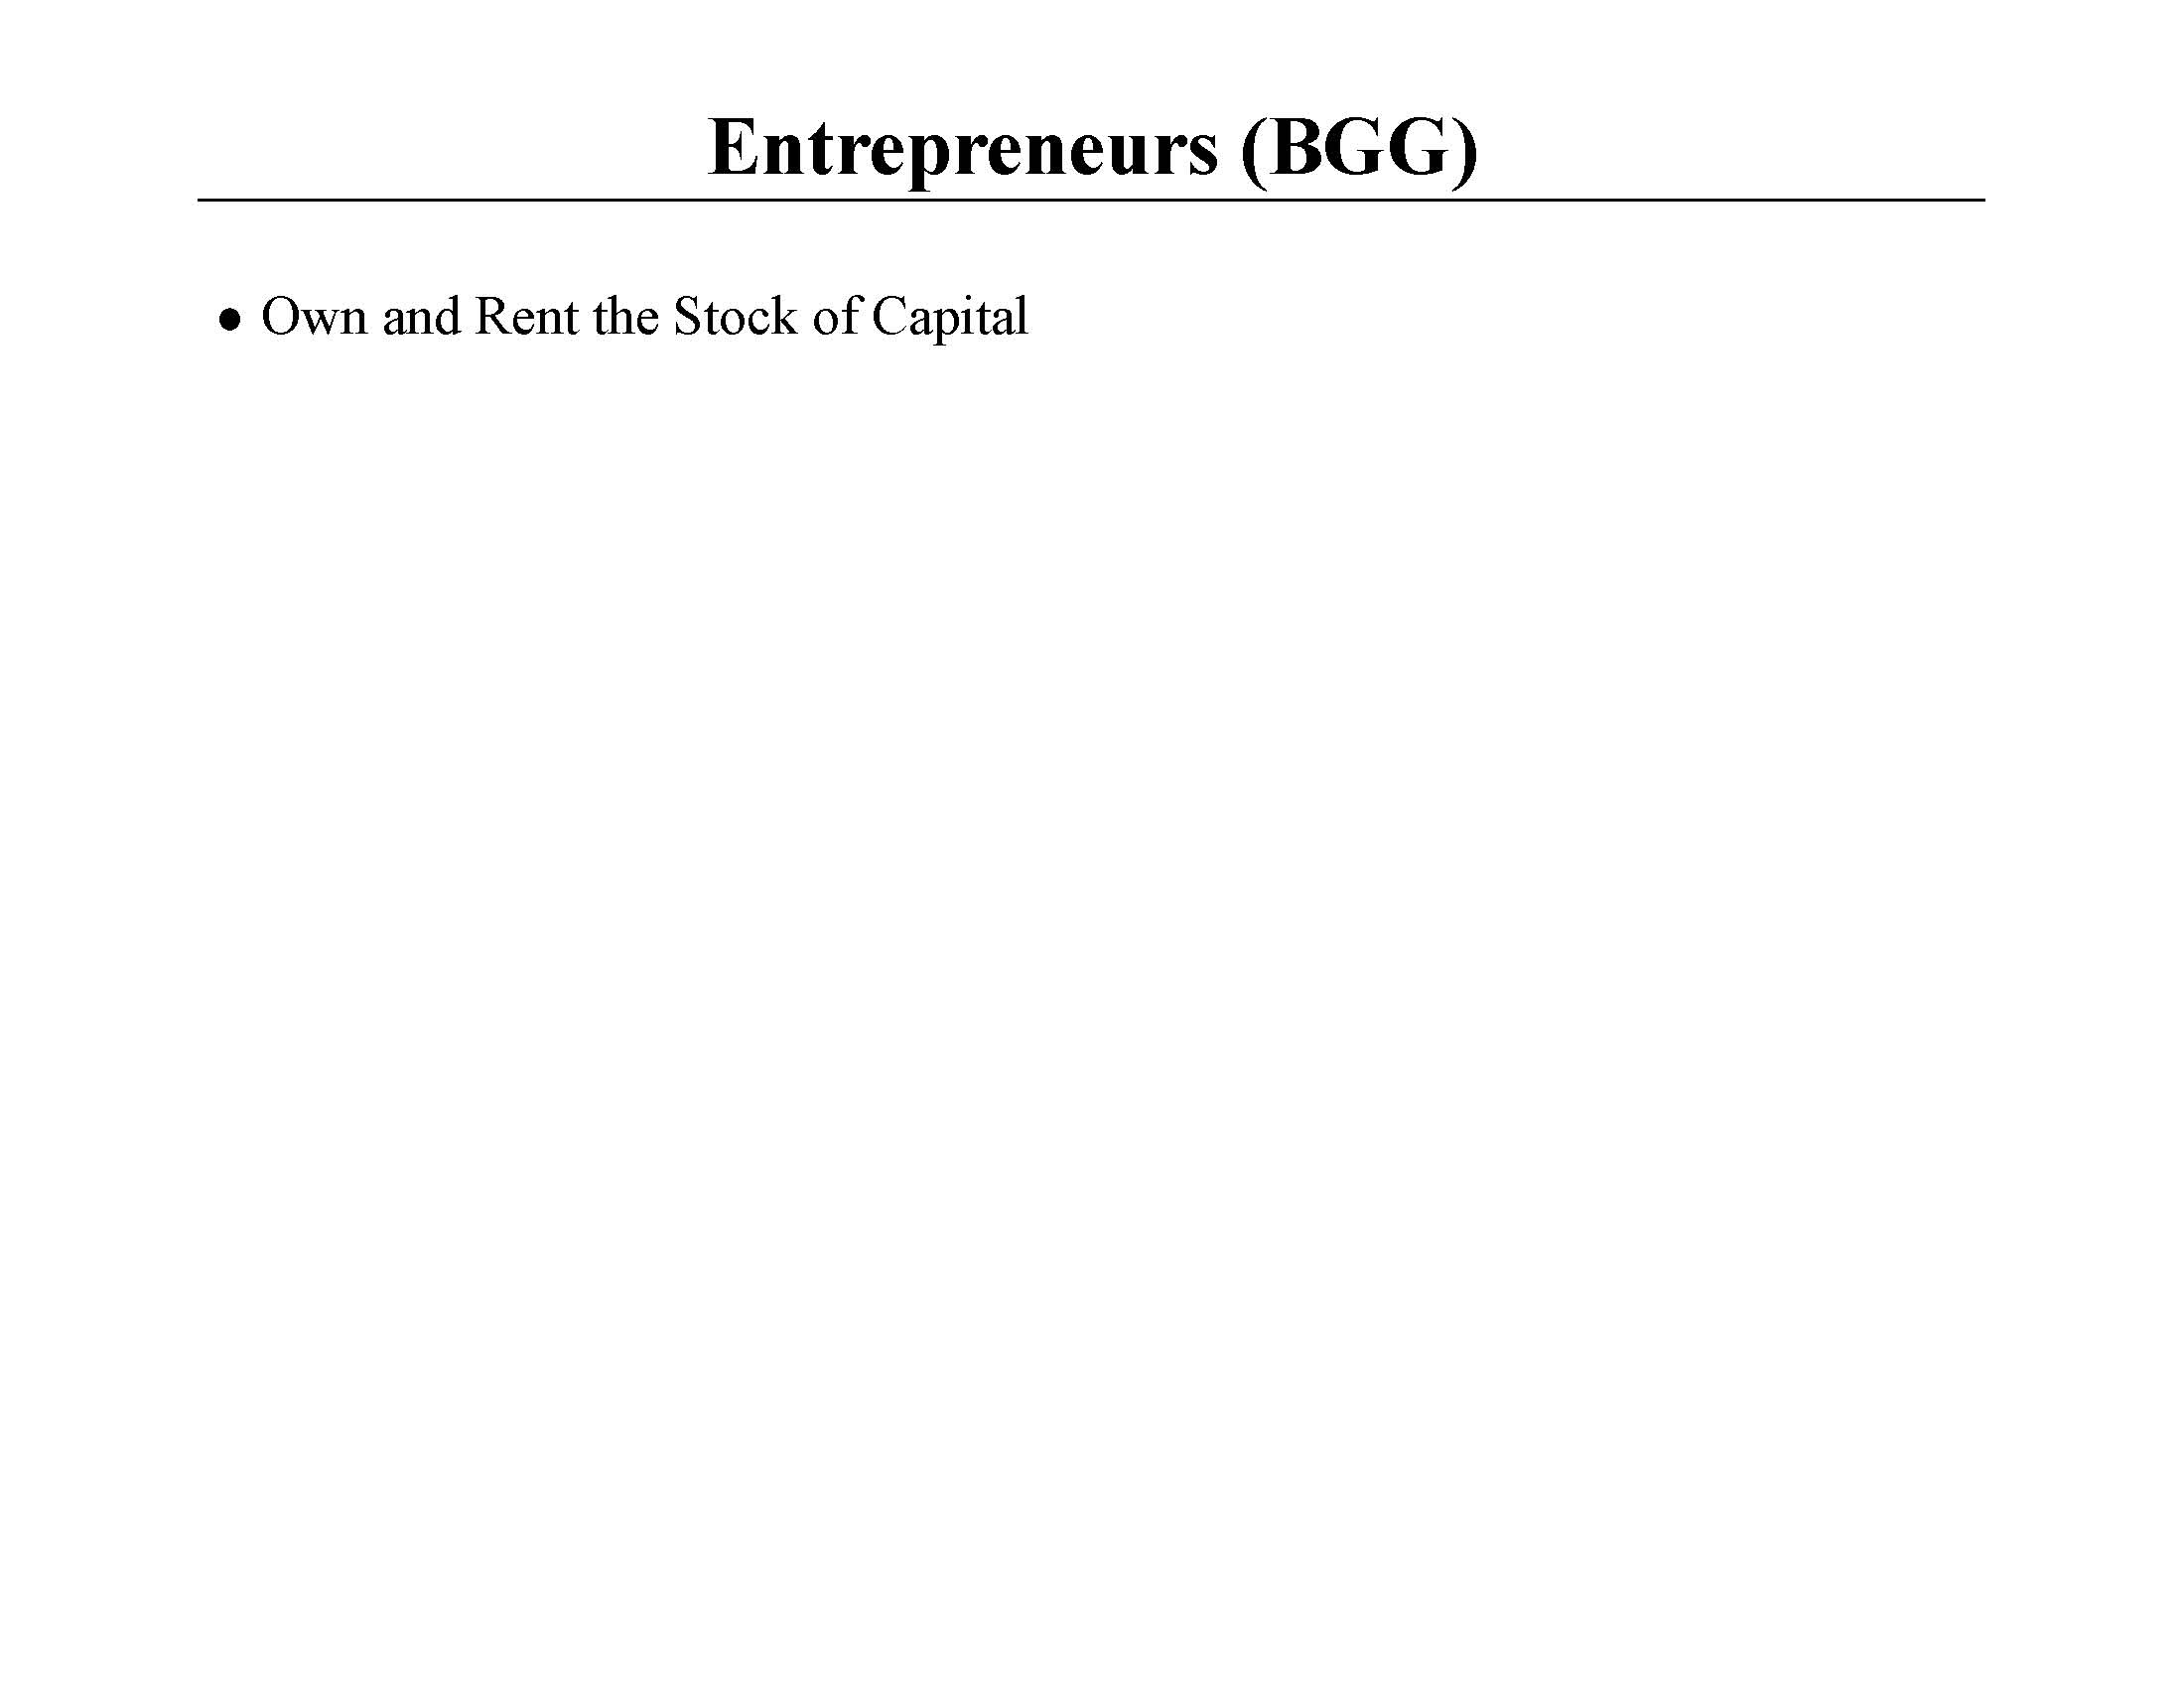 Entrepreneurs (BGG)
● Own and Rent the Stock of Capital